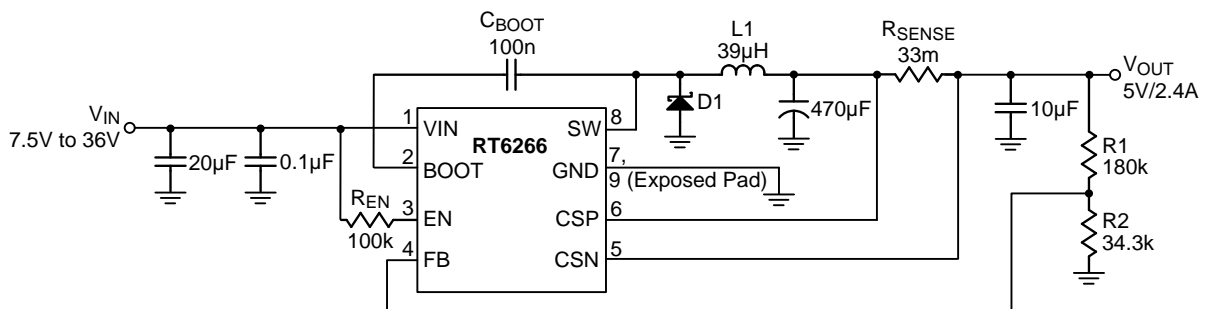 CBOOT
100n
L1
39µH
RSENSE
33m
VOUT
5V/2.4A
D1
470µF
10µF
VIN
7.5V to 36V
20µF
0.1µF
REN
100k
1
2
3
4
VIN
BOOT
EN
FB
RT6266
SW
GND
CSP
CSN
8
7,
9 (Exposed Pad)
6
5
R1
180k
R2
34.3k